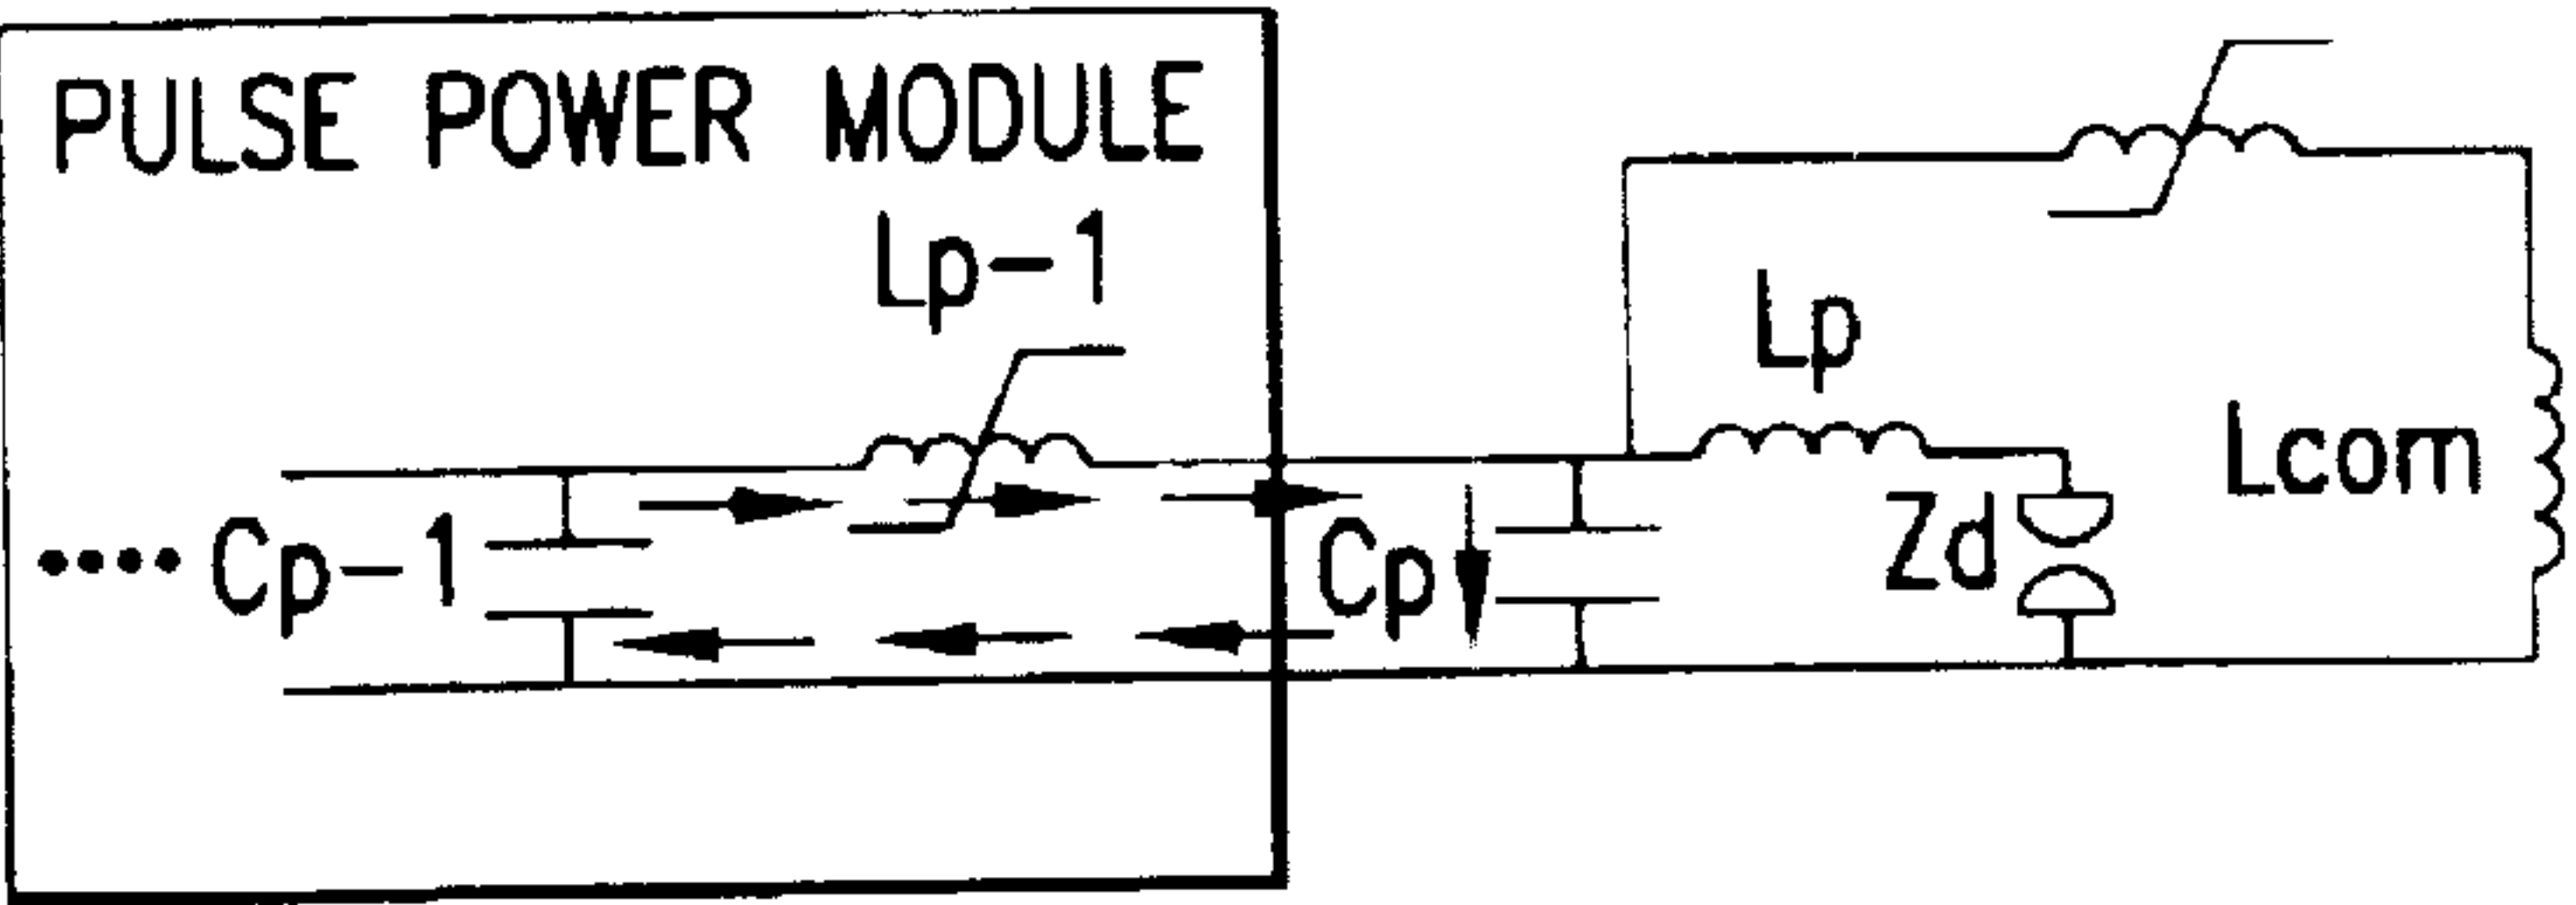 PULSE POWER MODULE
Lp-1
Lp
Lcom
Zd
Cp
.... Cp-1